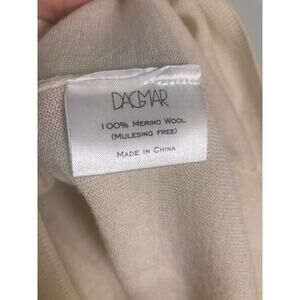 DAGMAR
100% MERINO WOOL
(MULESING FREE)
MADE IN CHINA